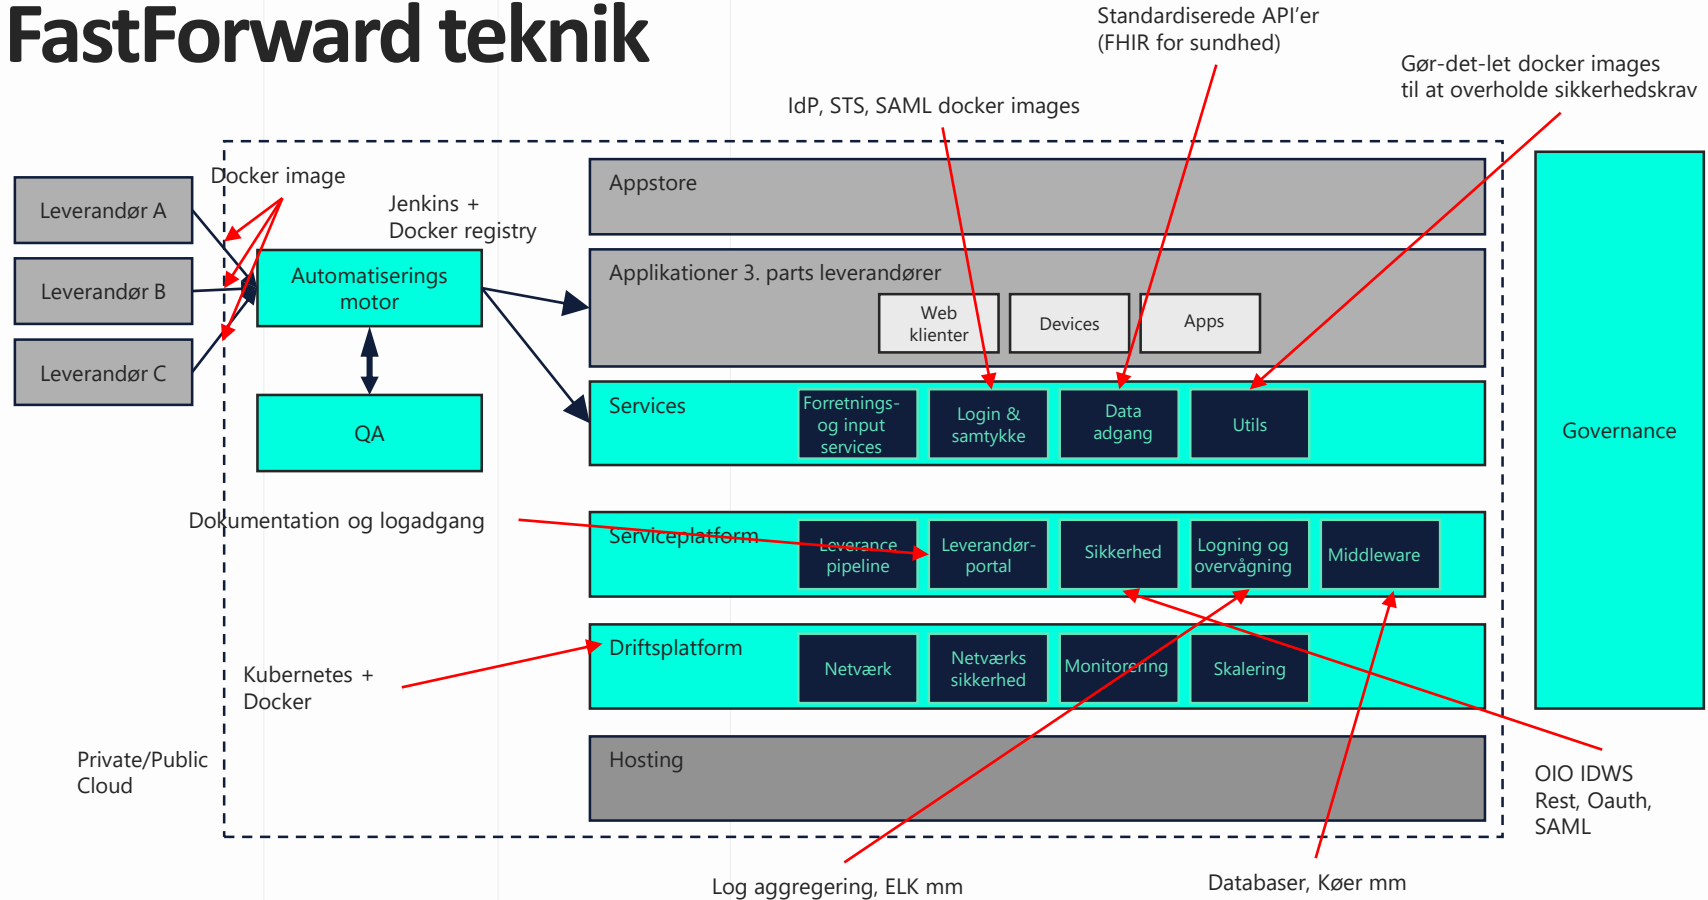 FastForward teknik
Standardiserede API'er
(FHIR for sundhed)
Gør-det-let docker images
til at overholde sikkerhedskrav
IdP, STS, SAML docker images
Docker image
Jenkins +
Docker registry
Leverandør A
Leverandør B
Leverandør C
Automatiserings
motor
QA
Appstore
Applikationer 3. parts leverandører
Web
klienter
Devices
Apps
Services
Forretnings-
og input
services
Login &
samtykke
Data
adgang
Utils
Governance
Dokumentation og logadgang
Serviceplatform
Leverance
pipeline
Leverandør-
portal
Sikkerhed
Logning og
overvågning
Middleware
Kubernetes +
Docker
Driftsplatform
Netværk
Netværks
sikkerhed
Monitorering
Skalering
Private/Public
Cloud
Hosting
OIO IDWS
Rest, Oauth,
SAML
Log aggregering, ELK mm
Databaser, Køer mm